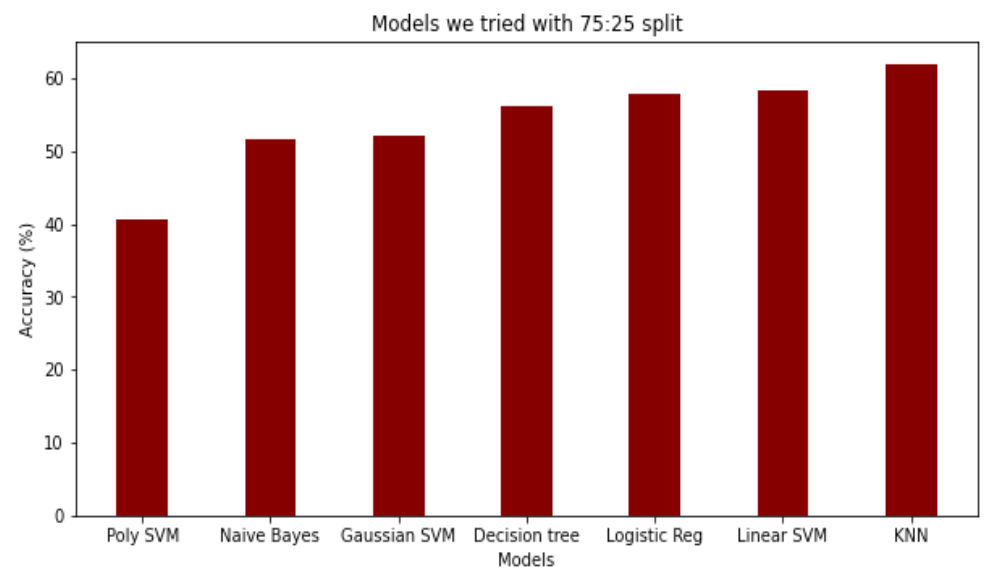 Models we tried with 75:25 split
Accuracy (%)
60
50
40
30
20
10
0
Poly SVM Naive Bayes Gaussian SVM Decision tree Logistic Reg Linear SVM KNN
Models